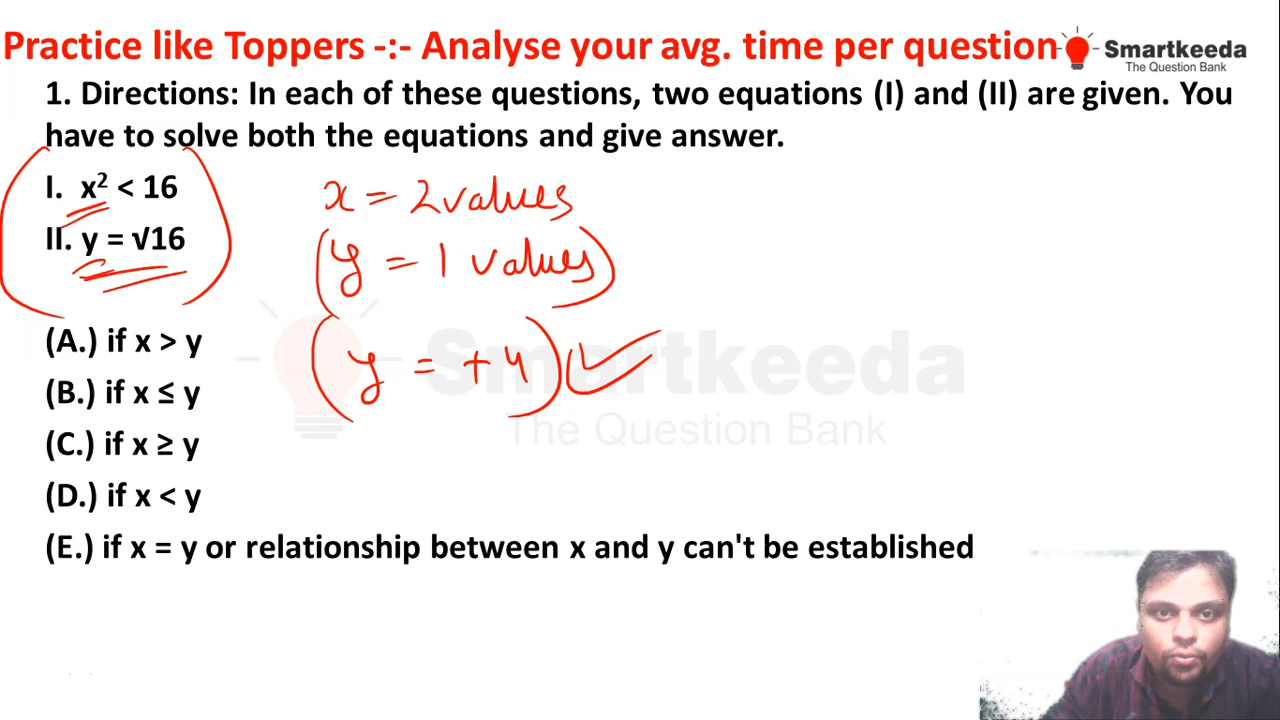 Practice like Toppers -:- Analyse your avg. time per question
Smartkeeda
The Question Bank
1. Directions: In each of these questions, two equations (I) and (II) are given. You
have to solve both the equations and give answer.
I. x² < 16
II. y = √16
x = 2 values
y = 1 values
y = +4
(A.) if x > y
(B.) if x ≤ y
(C.) if x ≥ y
(D.) if x < y
(E.) if x = y or relationship between x and y can't be established
Smartkeeda
The Question Bank